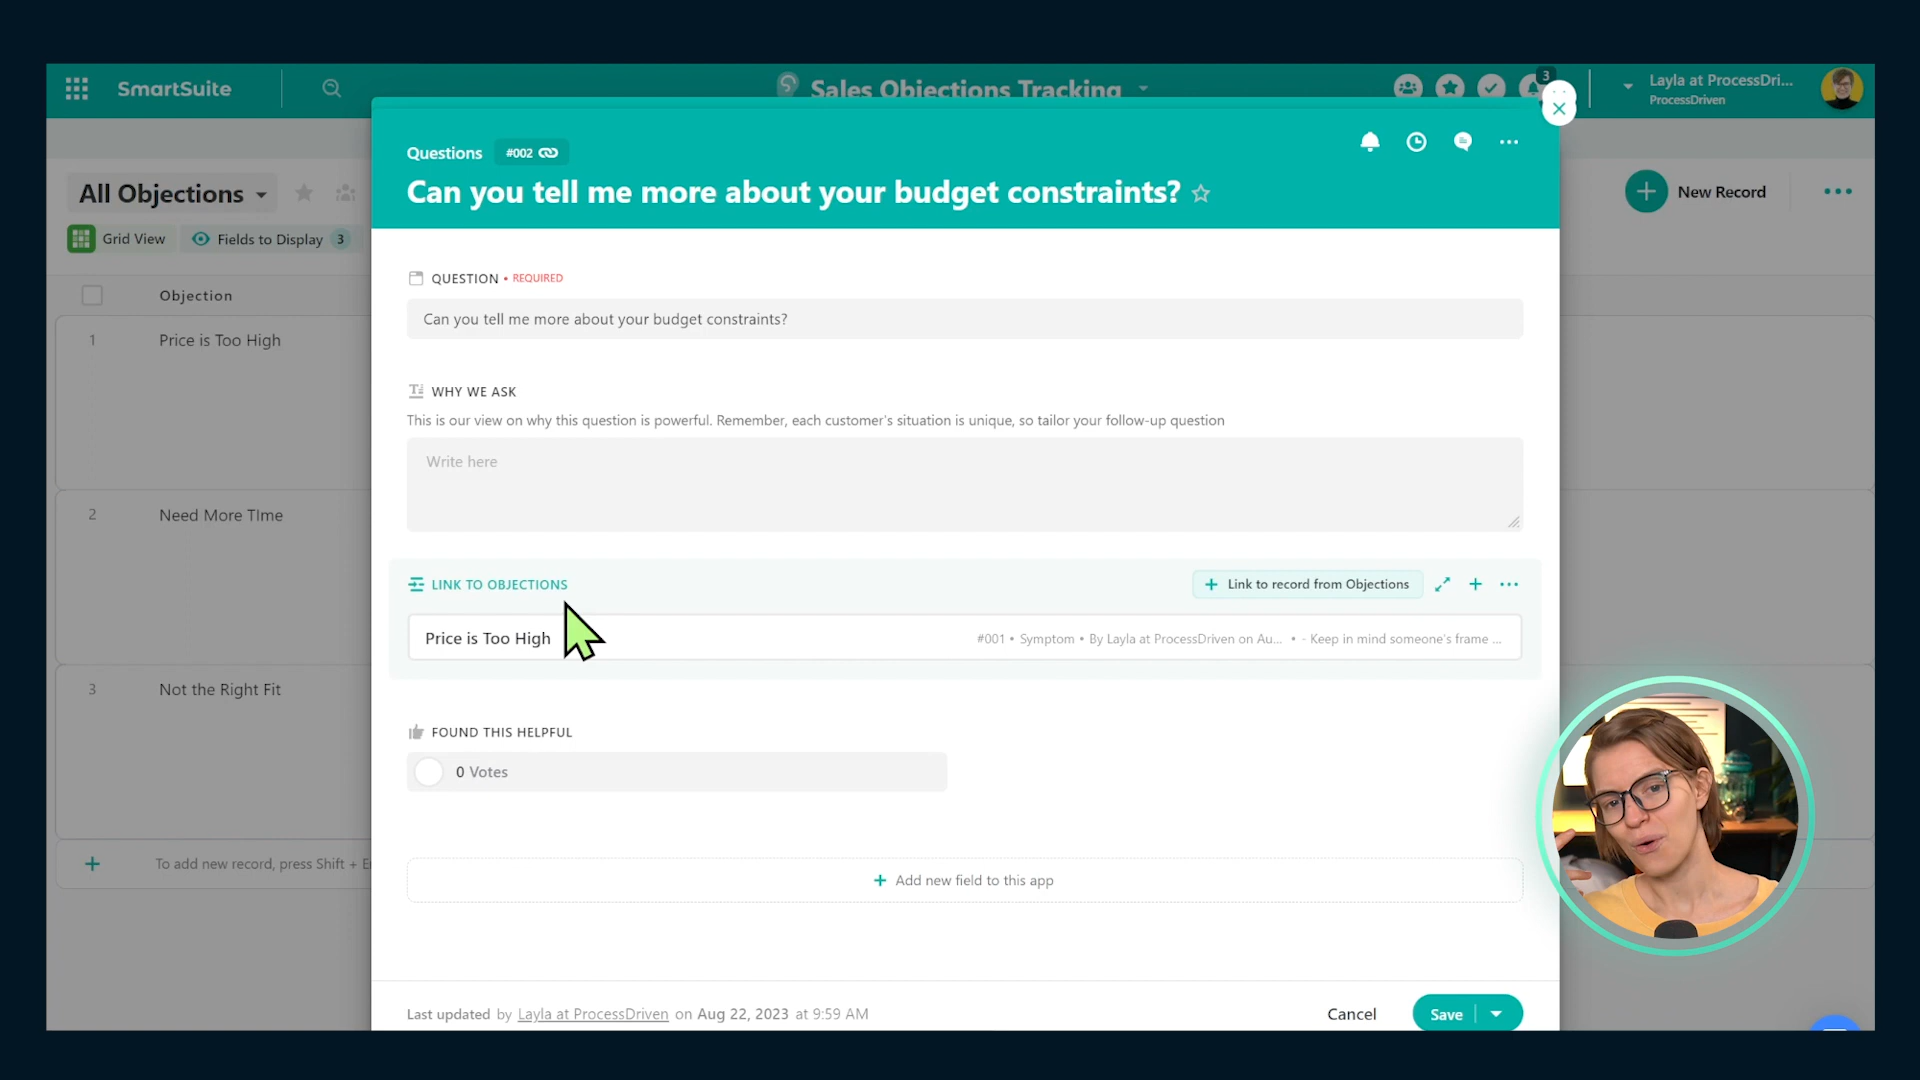 SmartSuite
Sales Objections Tracking
3
Layla at ProcessDri...
ProcessDriven
Questions
#002
Can you tell me more about your budget constraints?
All Objections
New Record
Grid View
Fields to Display 3
QUESTION • REQUIRED
Can you tell me more about your budget constraints?
Objection
1 Price is Too High
WHY WE ASK
This is our view on why this question is powerful. Remember, each customer's situation is unique, so tailor your follow-up question
Write here
2 Need More TIme
LINK TO OBJECTIONS
Link to record from Objections
Price is Too High
#001 • Symptom • By Layla at ProcessDriven on Au... • - Keep in mind someone's frame ...
3 Not the Right Fit
FOUND THIS HELPFUL
0 Votes
To add new record, press Shift + E
Add new field to this app
Last updated by Layla at ProcessDriven on Aug 22, 2023 at 9:59 AM
Cancel
Save